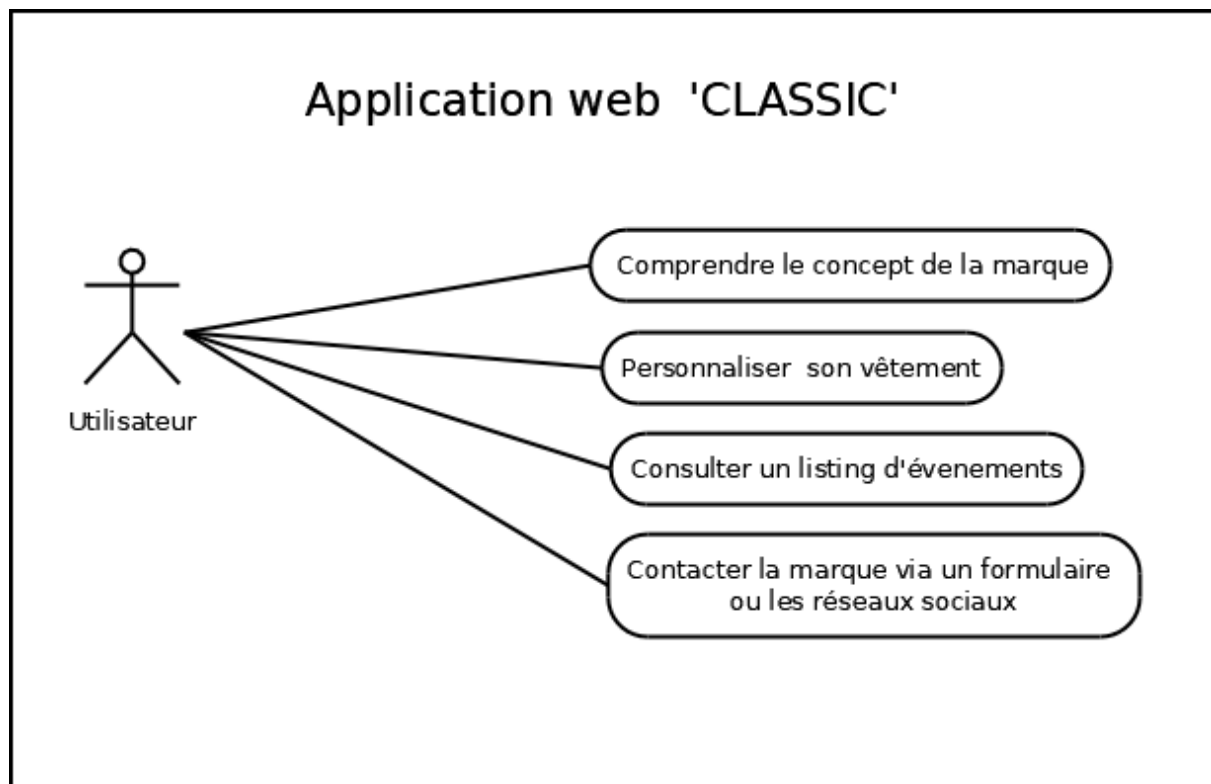 Application web 'CLASSIC'
Comprendre le concept de la marque
Personnaliser son vêtement
Utilisateur
Consulter un listing d'évenements
Contacter la marque via un formulaire
ou les réseaux sociaux